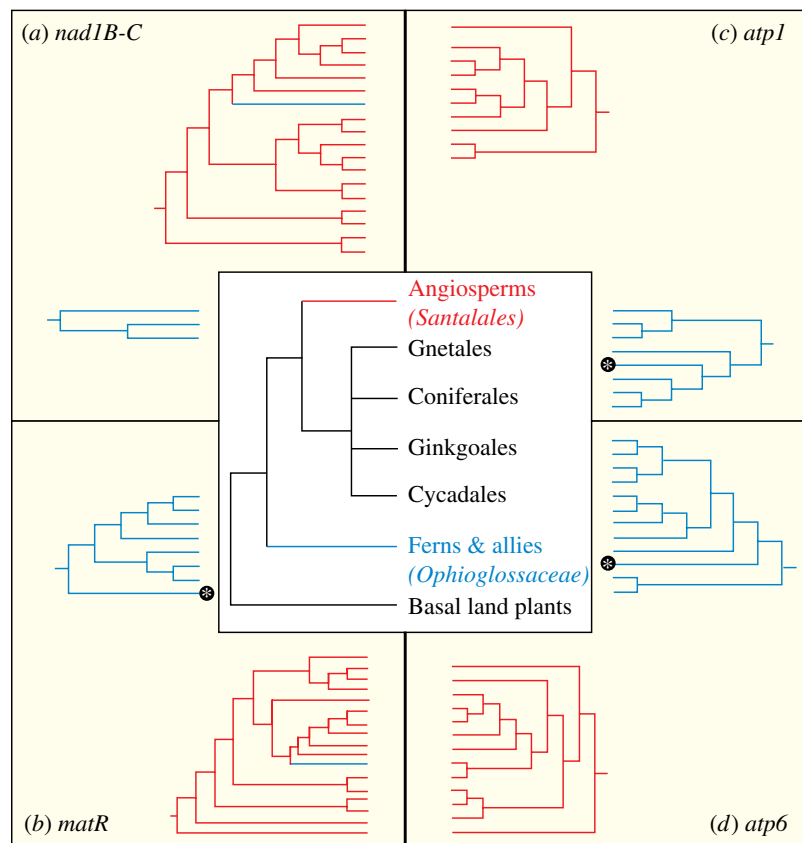 (a) nad1B-C
(c) atp1
Angiosperms
(Santalales)
Gnetales
Coniferales
Ginkgoales
Cycadales
Ferns & allies
(Ophioglossaceae)
Basal land plants
(b) matR
(d) atp6